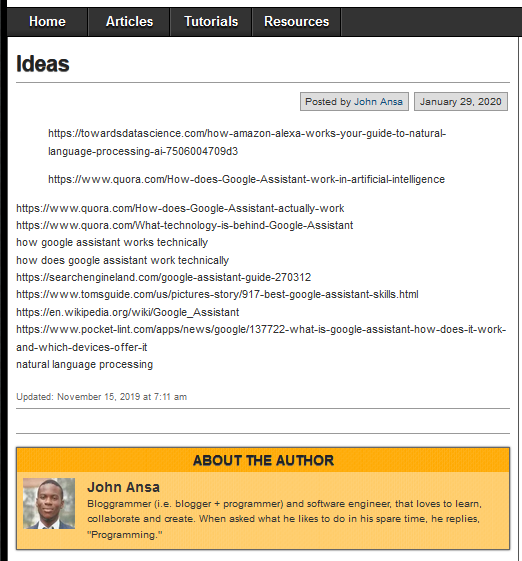 Home Articles Tutorials Resources
Ideas
Posted by John Ansa January 29, 2020
https://towardsdatascience.com/how-amazon-alexa-works-your-guide-to-natural-
language-processing-ai-7506004709d3
https://www.quora.com/How-does-Google-Assistant-work-in-artificial-intelligence
https://www.quora.com/How-does-Google-Assistant-actually-work
https://www.quora.com/What-technology-is-behind-Google-Assistant
how google assistant works technically
how does google assistant work technically
https://searchengineland.com/google-assistant-guide-270312
https://www.tomsguide.com/us/pictures-story/917-best-google-assistant-skills.html
https://en.wikipedia.org/wiki/Google_Assistant
https://www.pocket-lint.com/apps/news/google/137722-what-is-google-assistant-how-does-it-work-
and-which-devices-offer-it
natural language processing
Updated: November 15, 2019 at 7:11 am
ABOUT THE AUTHOR
John Ansa
Bloggrammer (i.e. blogger + programmer) and software engineer, that loves to learn,
collaborate and create. When asked what he likes to do in his spare time, he replies,
"Programming."